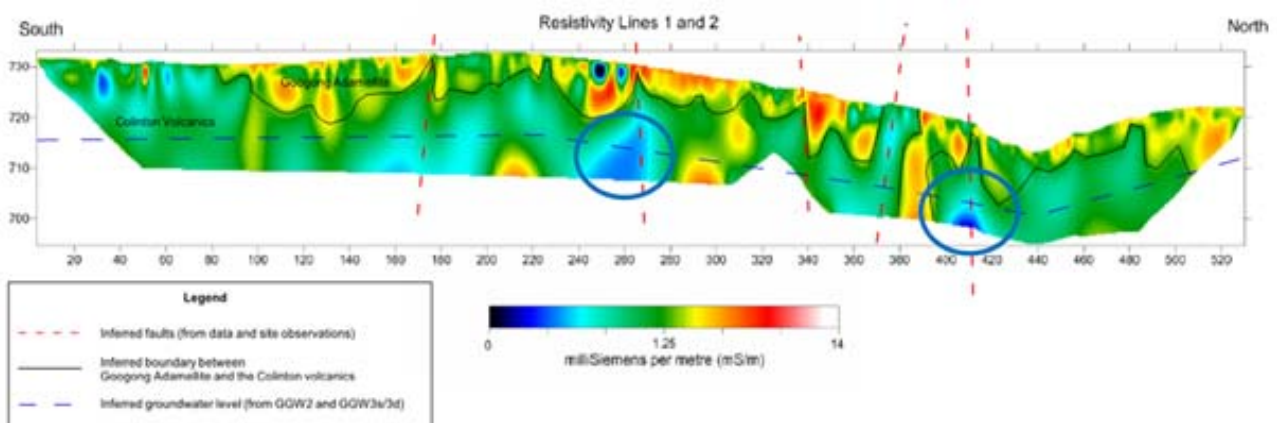 Resistivity Lines 1 and 2
South
North
730
720
710
700
Googong Adamellite
Colinton Volcanics
20 40 60 80 100 120 140 160 180 200 220 240 260 280 300 320 340 360 380 400 420 440 460 480 500 520
Legend
Inferred faults (from data and site observations)
Inferred boundary between
Googong Adamellite and the Colinton volcanics
Inferred groundwater level (from GGW2 and GGW3s/3d)
0 1.25 14
milliSiemens per metre (mS/m)